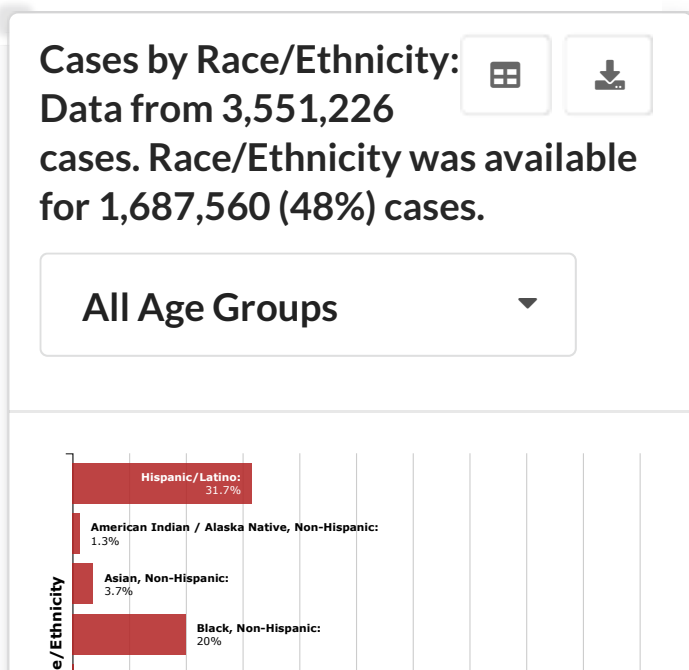 Cases by Race/Ethnicity:
Data from 3,551,226
cases. Race/Ethnicity was available
for 1,687,560 (48%) cases.
All Age Groups
Hispanic/Latino:
31.7%
American Indian / Alaska Native, Non-Hispanic:
1.3%
Asian, Non-Hispanic:
3.7%
Black, Non-Hispanic:
20%
e/Ethnicity